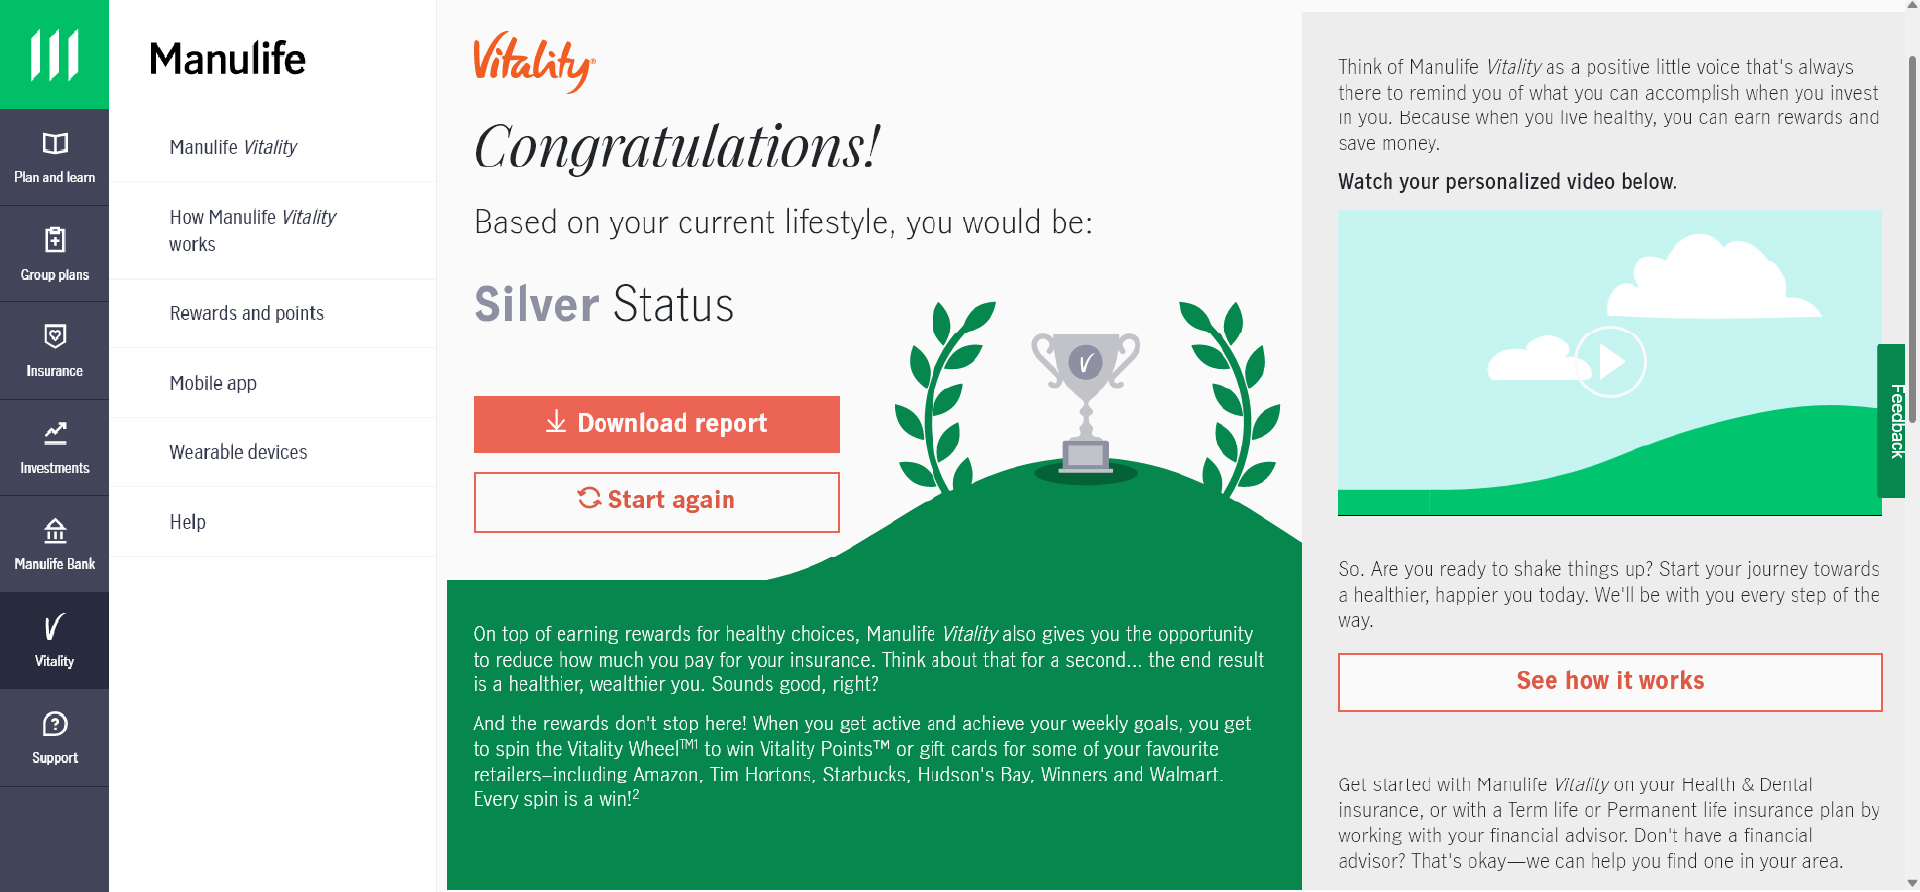 Plan and learn
Group plans
Insurance
Investments
Manulife Bank
Vitality
Support
Manulife
Manulife Vitality
How Manulife Vitality
works
Rewards and points
Mobile app
Wearable devices
Help
Vitality®
Congratulations!
Based on your current lifestyle, you would be:
Silver Status
Download report
Start again
V
On top of earning rewards for healthy choices, Manulife Vitality also gives you the opportunity
to reduce how much you pay for your insurance. Think about that for a second... the end result
is a healthier, wealthier you. Sounds good, right?
And the rewards don't stop here! When you get active and achieve your weekly goals, you get
to spin the Vitality Wheel™¹ to win Vitality Points™ or gift cards for some of your favourite
retailers–including Amazon, Tim Hortons, Starbucks, Hudson's Bay, Winners and Walmart.
Every spin is a win!²
Think of Manulife Vitality as a positive little voice that's always
there to remind you of what you can accomplish when you invest
in you. Because when you live healthy, you can earn rewards and
save money.
Watch your personalized video below.
Feedback
So. Are you ready to shake things up? Start your journey towards
a healthier, happier you today. We'll be with you every step of the
way.
See how it works
Get started with Manulife Vitality on your Health & Dental
insurance, or with a Term life or Permanent life insurance plan by
working with your financial advisor. Don't have a financial
advisor? That's okay—we can help you find one in your area.